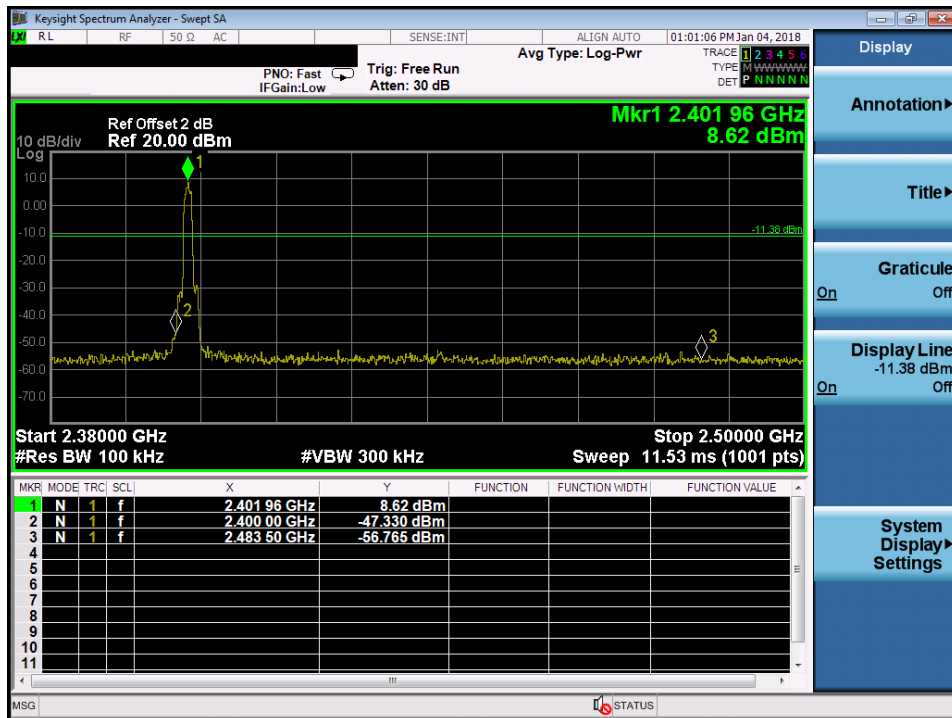 Keysight Spectrum Analyzer - Swept SA
LXI RL RF 50 Ω AC SENSE:INT ALIGN AUTO 01:01:06 PM Jan 04, 2018
PNO: Fast
IFGain:Low
Trig: Free Run
Atten: 30 dB
Avg Type: Log-Pwr
TRACE 1 2 3 4 5 6
TYPE M WWWWW
DET P N N N N N
Mkr1 2.401 96 GHz
8.62 dBm
Ref Offset 2 dB
10 dB/div Ref 20.00 dBm
Log
10.0
0.00
-10.0
-20.0
-30.0
-40.0
-50.0
-60.0
-70.0
1
-11.38 dBm
2
3
Start 2.38000 GHz Stop 2.50000 GHz
#Res BW 100 kHz #VBW 300 kHz Sweep 11.53 ms (1001 pts)
MKR MODE TRC SCL X Y FUNCTION FUNCTION WIDTH FUNCTION VALUE
1 N 1 f 2.401 96 GHz 8.62 dBm
2 N 1 f 2.400 00 GHz -47.330 dBm
3 N 1 f 2.483 50 GHz -56.765 dBm
4
5
6
7
8
9
10
11
MSG STATUS
Display
Annotation
Title
Graticule
On Off
Display Line
-11.38 dBm
On Off
System
Display
Settings